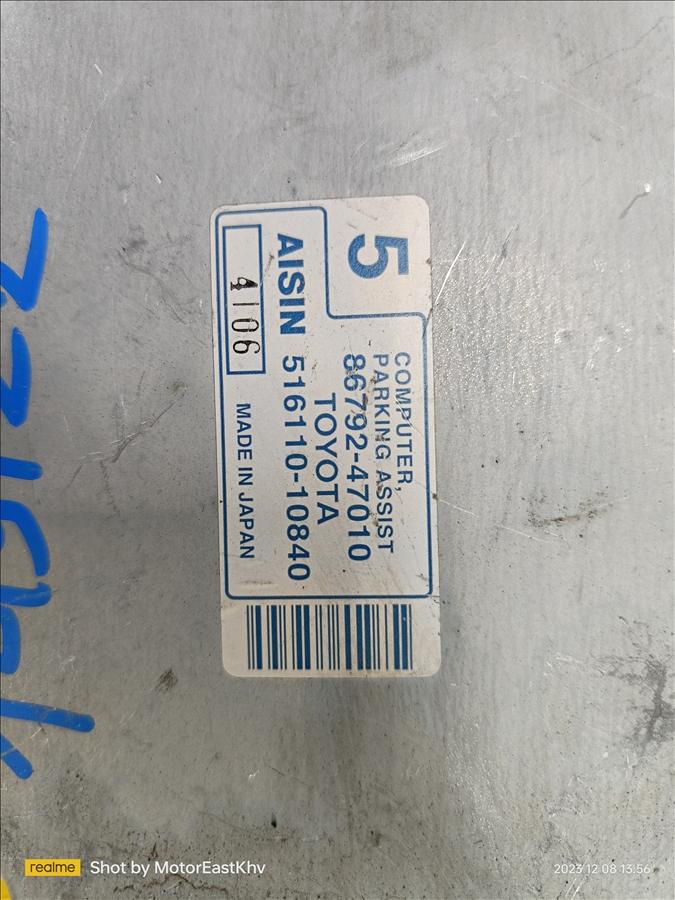 5
COMPUTER,
PARKING ASSIST
86792-47010
TOYOTA
AISIN 516110-10840
4106
MADE IN JAPAN
realme
Shot by MotorEastKhv
2023.12.08 13:56